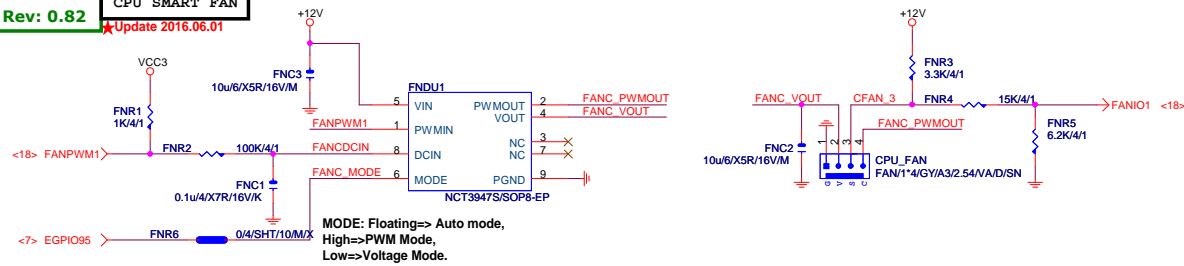 CPU SMART FAN
Rev: 0.82
★Update 2016.06.01
+12V
VCC3
FNC3
10u/6/X5R/16V/M
FNR1
1K/4/1
FNDU1
5 VIN
PWMOUT 2 FANC_PWMOUT
VOUT 4 FANC_VOUT
FANPWM1 1 PWMIN
NC 3
<18> FANPWM1
FNR2 100K/4/1
FANCDCIN 8 DCIN
NC 7
FANC_MODE 6 MODE
PGND 9
FNC1
0.1u/4/X7R/16V/K
NCT3947S/SOP8-EP
<7> EGPIO95
FNR6 0/4/SHT/10/M/X
MODE: Floating=> Auto mode,
High=>PWM Mode,
Low=>Voltage Mode.
+12V
FNR3
3.3K/4/1
FANC_VOUT
CFAN_3
FNR4 15K/4/1
FANIO1 <18>
FANC_PWMOUT
FNR5
6.2K/4/1
FNC2
10u/6/X5R/16V/M
1 2 3 4
G V S C
CPU_FAN
FAN/1*4/GY/A3/2.54/VA/D/SN